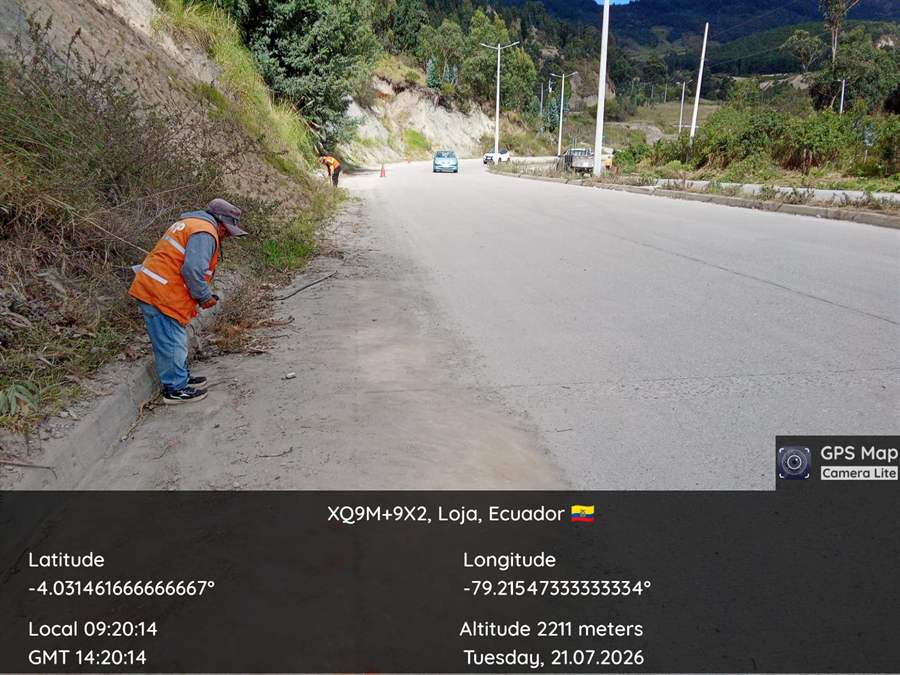 GPS Map
Camera Lite
XQ9M+9X2, Loja, Ecuador
Latitude
-4.031461666666667°
Longitude
-79.21547333333334°
Local 09:20:14
GMT 14:20:14
Altitude 2211 meters
Tuesday, 21.07.2026